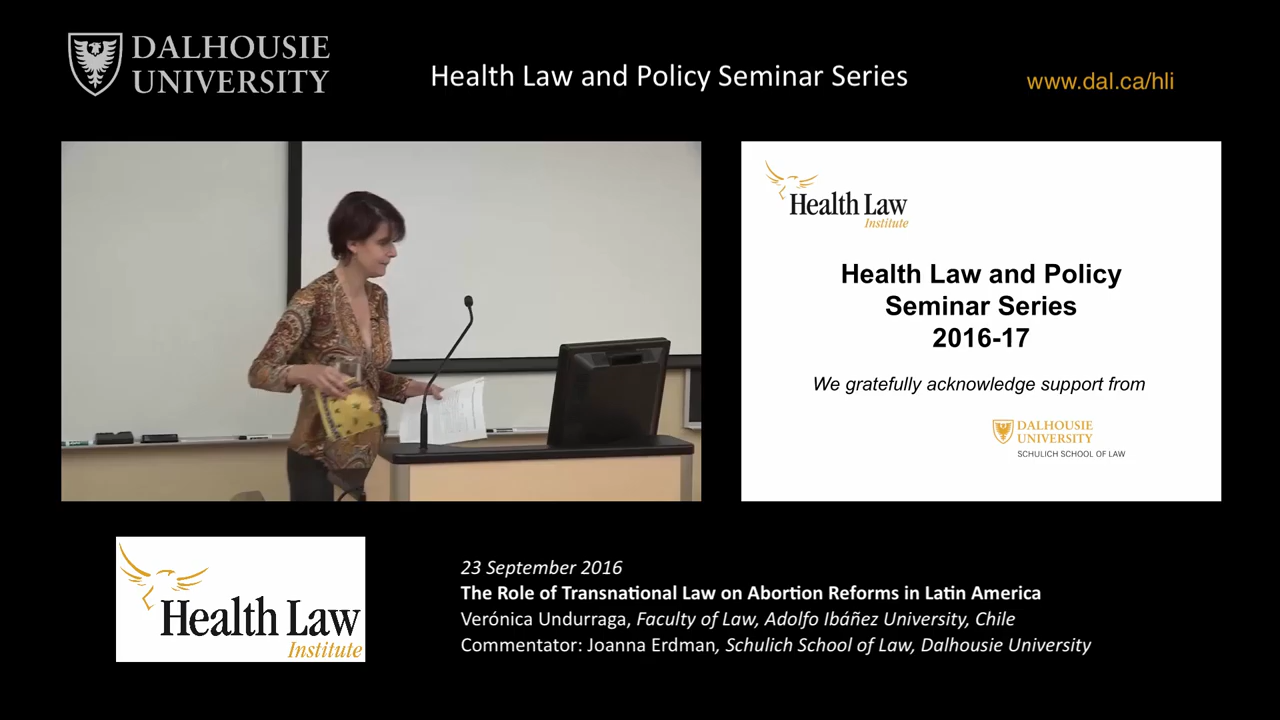 DALHOUSIE
UNIVERSITY
Health Law and Policy Seminar Series
www.dal.ca/hli
Health Law
Institute
Health Law and Policy
Seminar Series
2016-17
We gratefully acknowledge support from
DALHOUSIE
UNIVERSITY
SCHULICH SCHOOL OF LAW
Health Law
Institute
23 September 2016
The Role of Transnational Law on Abortion Reforms in Latin America
Verónica Undurraga, Faculty of Law, Adolfo Ibáñez University, Chile
Commentator: Joanna Erdman, Schulich School of Law, Dalhousie University